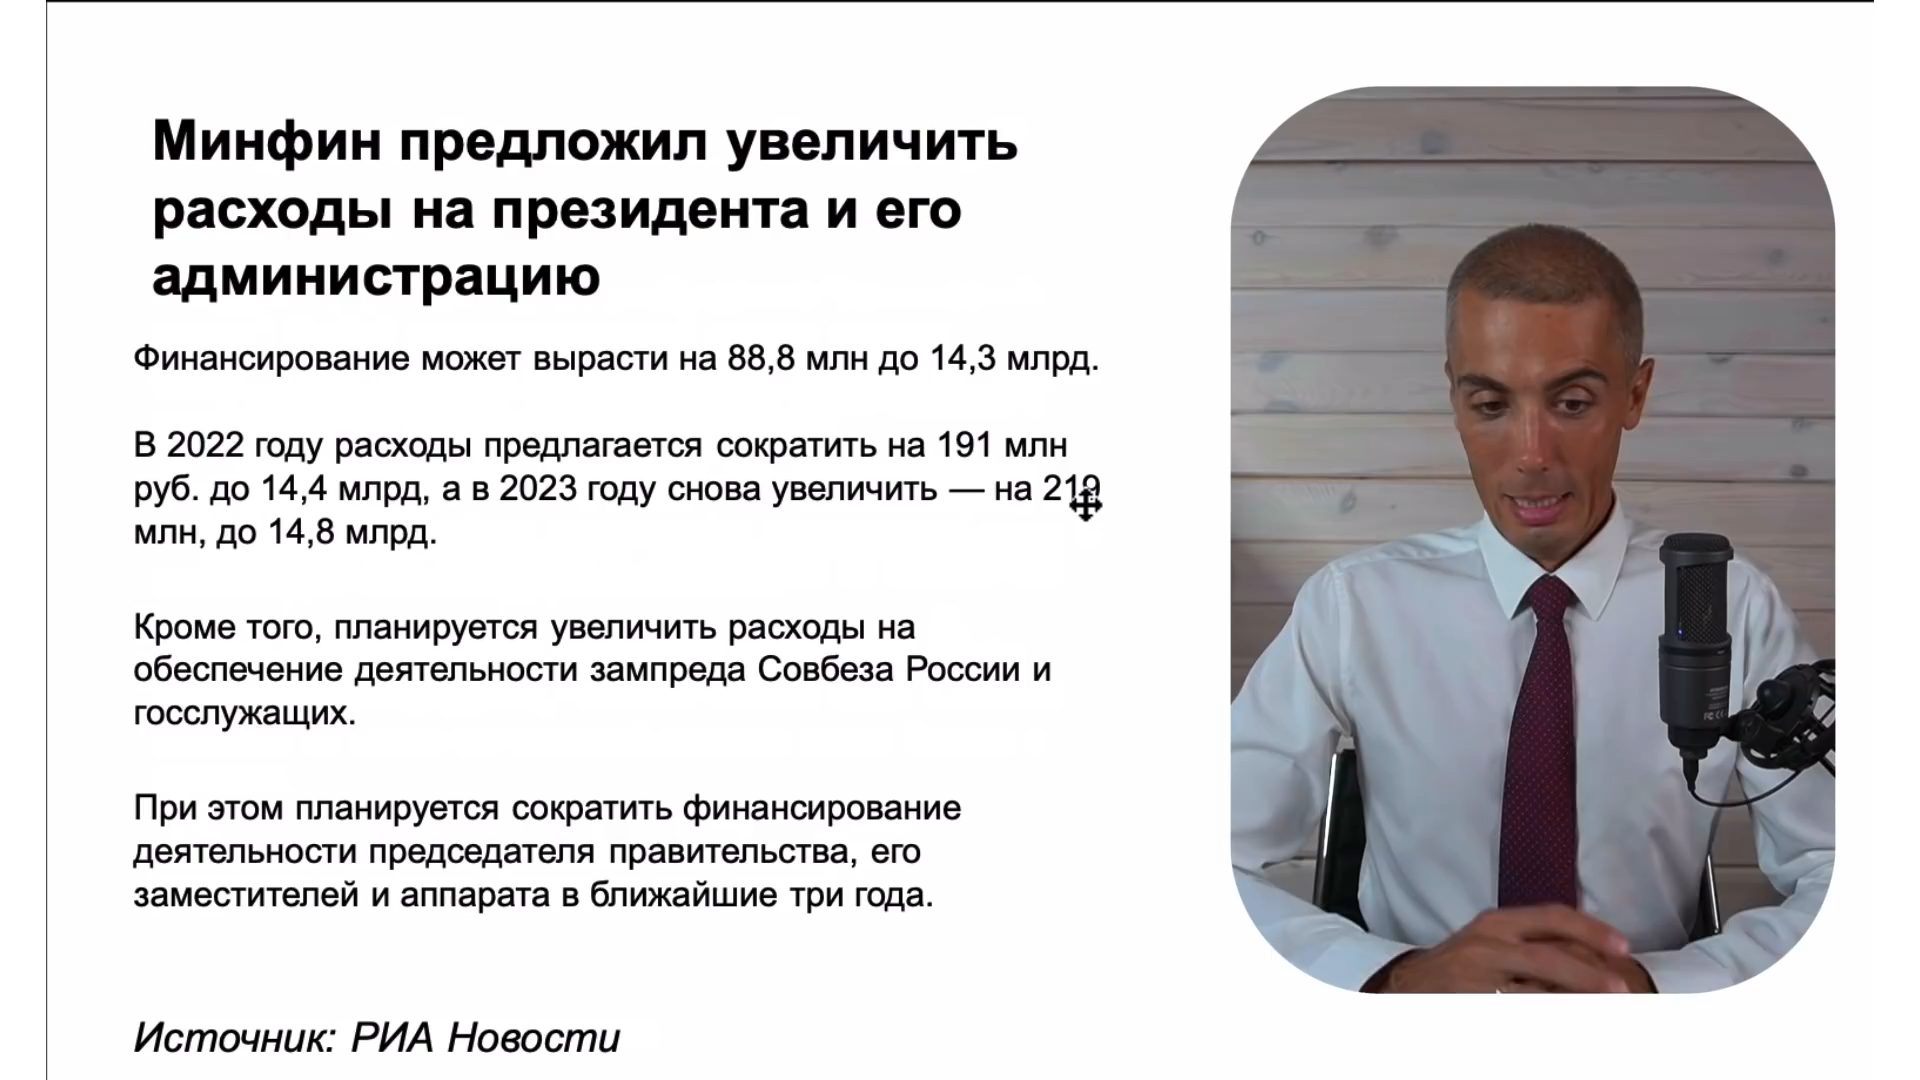 Минфин предложил увеличить
расходы на президента и его
администрацию
Финансирование может вырасти на 88,8 млн до 14,3 млрд.
В 2022 году расходы предлагается сократить на 191 млн
руб. до 14,4 млрд, а в 2023 году снова увеличить — на 219
млн, до 14,8 млрд.
Кроме того, планируется увеличить расходы на
обеспечение деятельности зампреда Совбеза России и
госслужащих.
При этом планируется сократить финансирование
деятельности председателя правительства, его
заместителей и аппарата в ближайшие три года.
Источник: РИА Новости